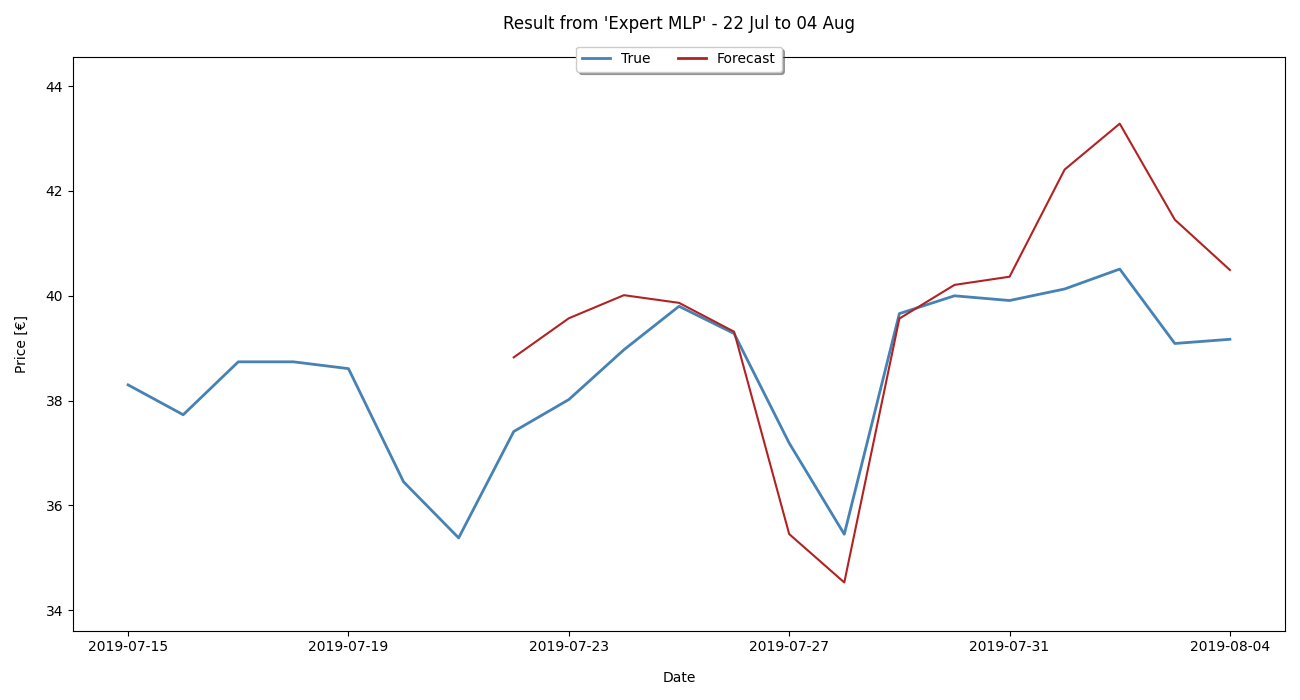 Result from 'Expert MLP' - 22 Jul to 04 Aug
True Forecast
44
42
40
38
36
34
Price [€]
2019-07-15 2019-07-19 2019-07-23 2019-07-27 2019-07-31 2019-08-04
Date